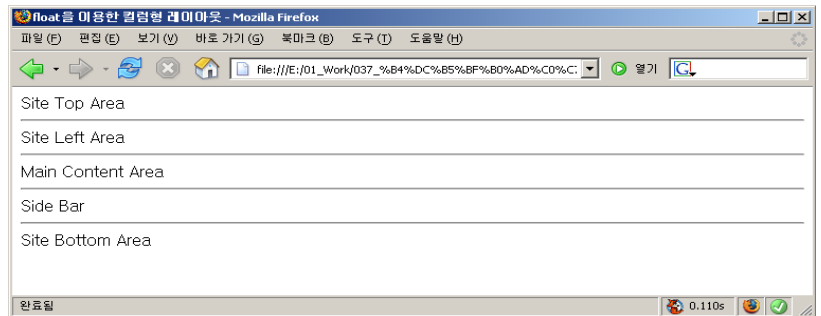 float을 이용한 컬럼형 레이아웃 - Mozilla Firefox
파일(F) 편집(E) 보기(V) 바로 가기(G) 북마크(B) 도구(T) 도움말(H)
file:///E:/01_Work/037_%B4%DC%B5%BF%B0%AD%C0%C 열기 G
Site Top Area
Site Left Area
Main Content Area
Side Bar
Site Bottom Area
완료됨 0.110s